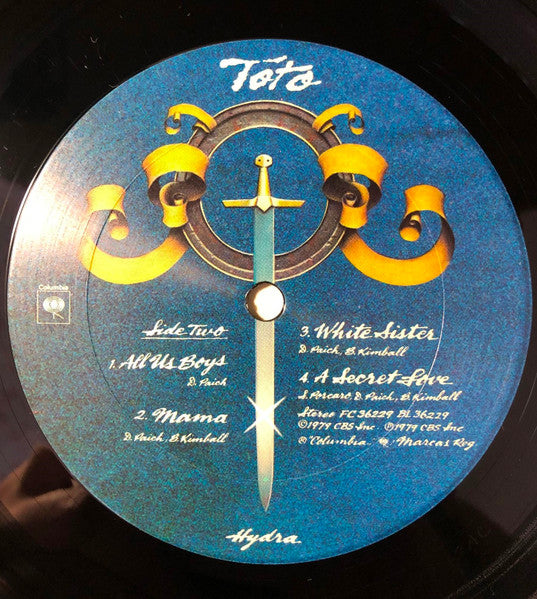 Toto
Columbia
Side Two
1. All Us Boys
D. Paich
2. Mama
D. Paich, B. Kimball
3. White Sister
D. Paich, B. Kimball
4. A Secret Love
S. Porcaro, D. Paich, B. Kimball
Stereo FC 36229 BL 36229
©1979 CBS Inc. ℗1979 CBS Inc
® "Columbia," Marcas Reg
Hydra